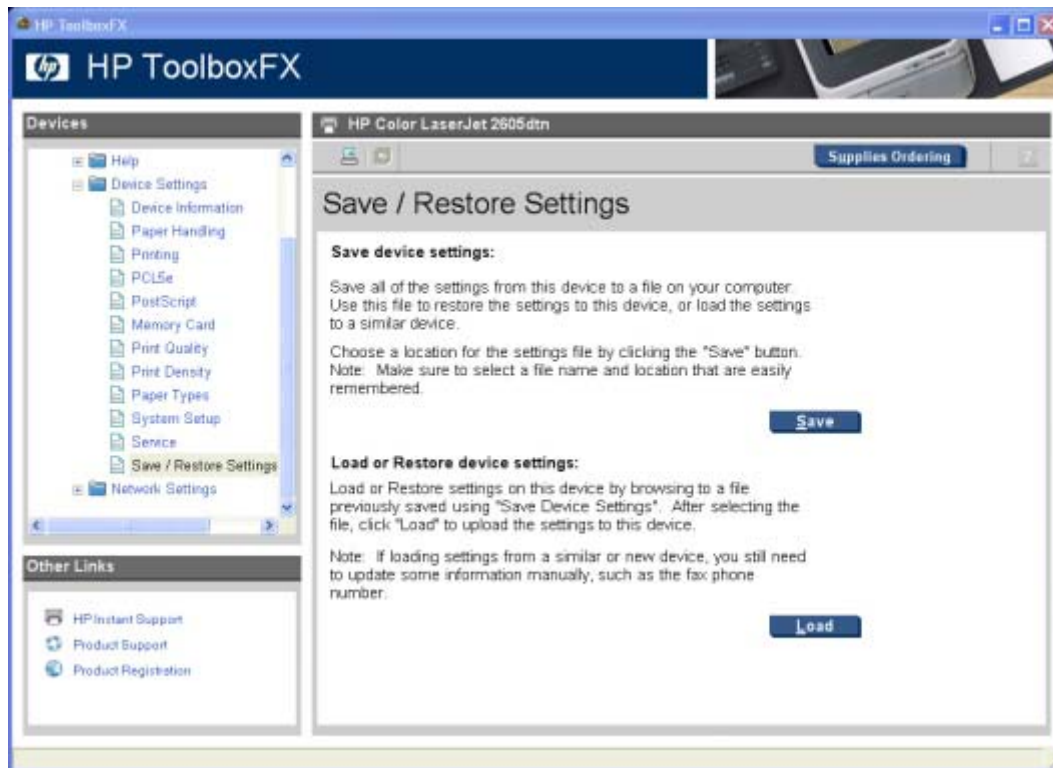 HP ToolboxFX
hp HP ToolboxFX
Devices
Help
Device Settings
Device Information
Paper Handling
Printing
PCL5e
PostScript
Memory Card
Print Quality
Print Density
Paper Types
System Setup
Service
Save / Restore Settings
Network Settings
Other Links
HP Instant Support
Product Support
Product Registration
HP Color LaserJet 2605dtn
Supplies Ordering
?
Save / Restore Settings
Save device settings:
Save all of the settings from this device to a file on your computer.
Use this file to restore the settings to this device, or load the settings
to a similar device.
Choose a location for the settings file by clicking the "Save" button.
Note: Make sure to select a file name and location that are easily
remembered.
Save
Load or Restore device settings:
Load or Restore settings on this device by browsing to a file
previously saved using "Save Device Settings". After selecting the
file, click "Load" to upload the settings to this device.
Note: If loading settings from a similar or new device, you still need
to update some information manually, such as the fax phone
number.
Load